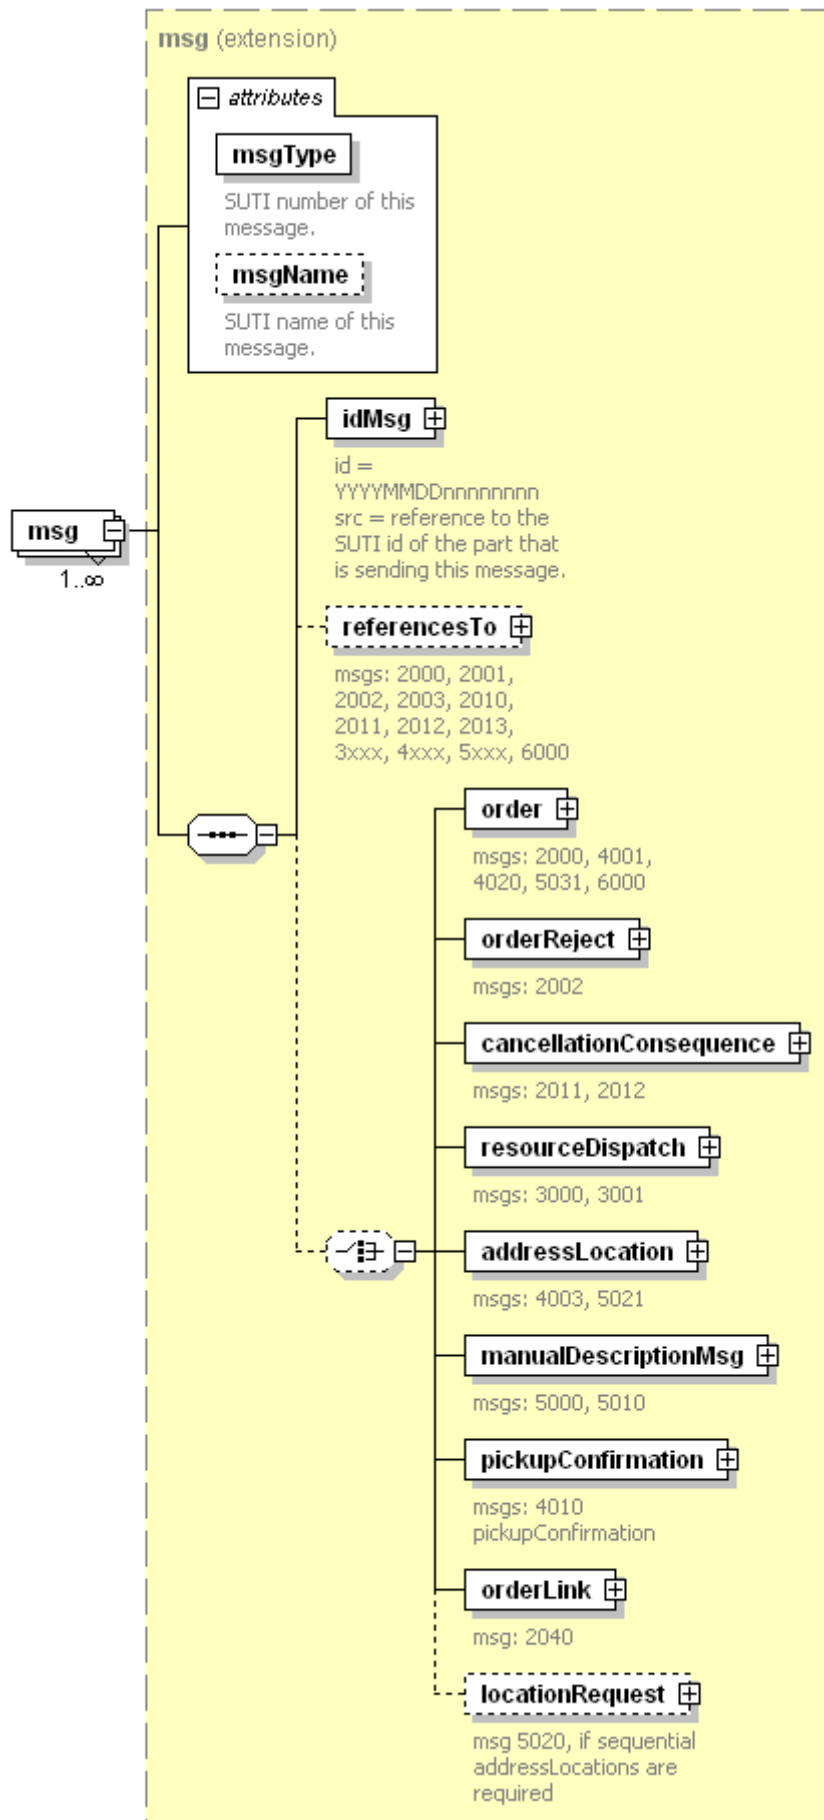 msg (extension)
attributes
msgType
SUTI number of this
message.
msgName
SUTI name of this
message.
idMsg
id =
YYYYMMDDnnnnnnnn
src = reference to the
SUTI id of the part that
is sending this message.
msg
1..∞
referencesTo
msgs: 2000, 2001,
2002, 2003, 2010,
2011, 2012, 2013,
3xxx, 4xxx, 5xxx, 6000
order
msgs: 2000, 4001,
4020, 5031, 6000
orderReject
msgs: 2002
cancellationConsequence
msgs: 2011, 2012
resourceDispatch
msgs: 3000, 3001
addressLocation
msgs: 4003, 5021
manualDescriptionMsg
msgs: 5000, 5010
pickupConfirmation
msgs: 4010
pickupConfirmation
orderLink
msg: 2040
locationRequest
msg 5020, if sequential
addressLocations are
required